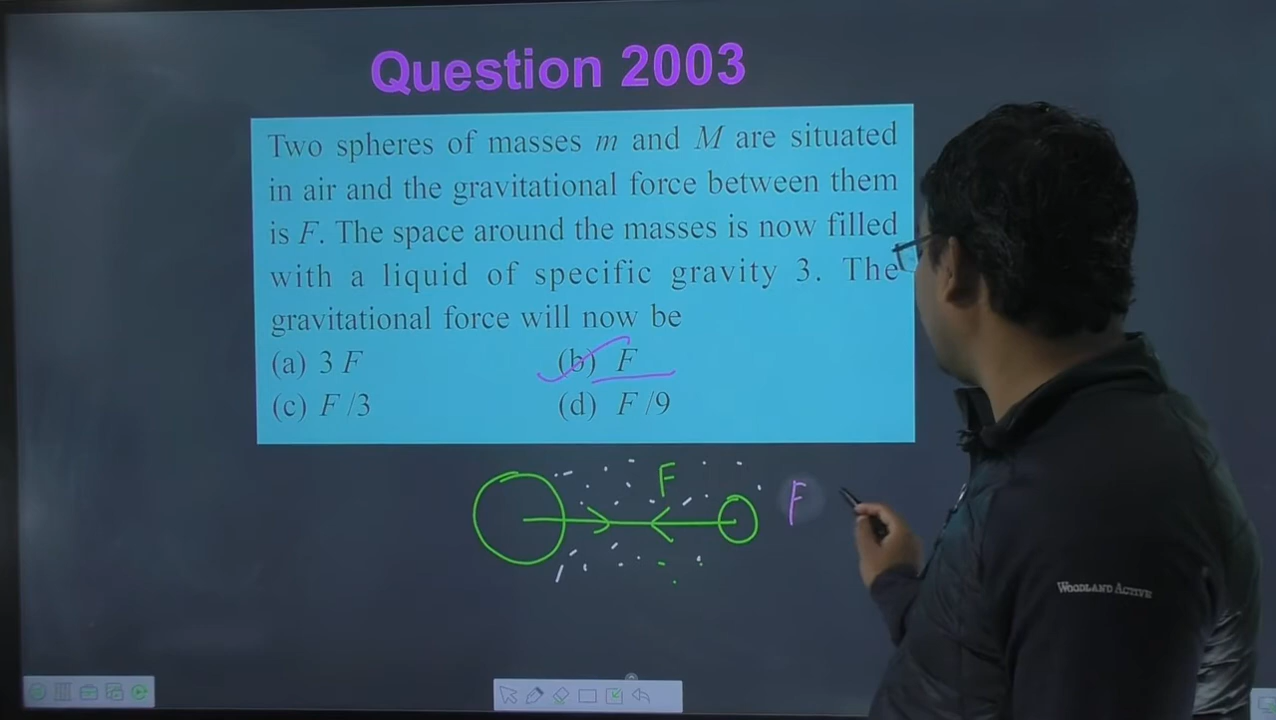 Question 2003
Two spheres of masses m and M are situated
in air and the gravitational force between them
is F. The space around the masses is now filled
with a liquid of specific gravity 3. The
gravitational force will now be
(a) 3 F (b) F
(c) F/3 (d) F/9
F
F
WOODLAND ACTIVE